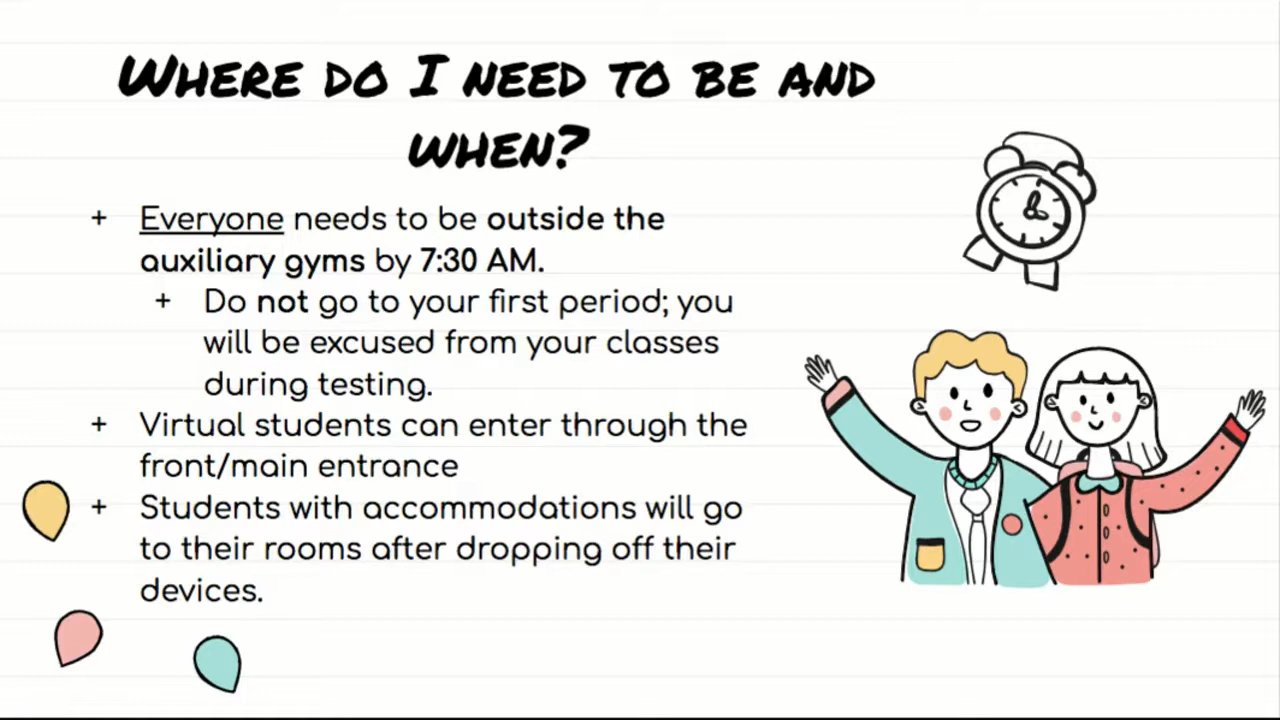 Where do I need to be and
when?
+ Everyone needs to be outside the
auxiliary gyms by 7:30 AM.
+ Do not go to your first period; you
will be excused from your classes
during testing.
+ Virtual students can enter through the
front/main entrance
+ Students with accommodations will go
to their rooms after dropping off their
devices.